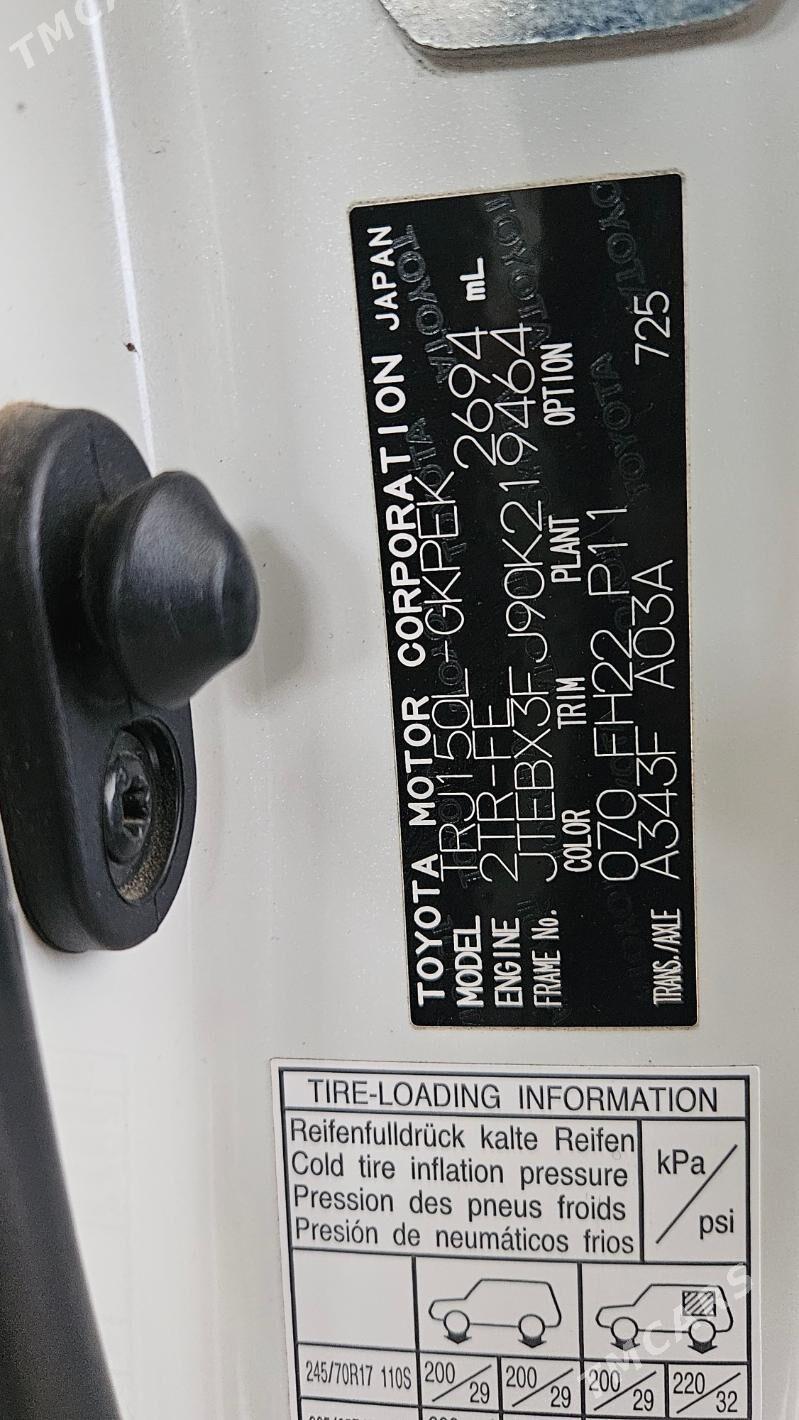 TOYOTA MOTOR CORPORATION JAPAN
MODEL TRJ150L-GKPEK
ENGINE 2TR-FE 2694 mL
FRAME No. JTEBX3FJ90K219464
COLOR TRIM PLANT OPTION
070 FH22 P11
TRANS./AXLE A343F A03A 725
TIRE-LOADING INFORMATION
Reifenfulldrück kalte Reifen
Cold tire inflation pressure
Pression des pneus froids
Presión de neumáticos frios
kPa/psi
245/70R17 110S 200/29 200/29 200/29 220/32
TMCARS